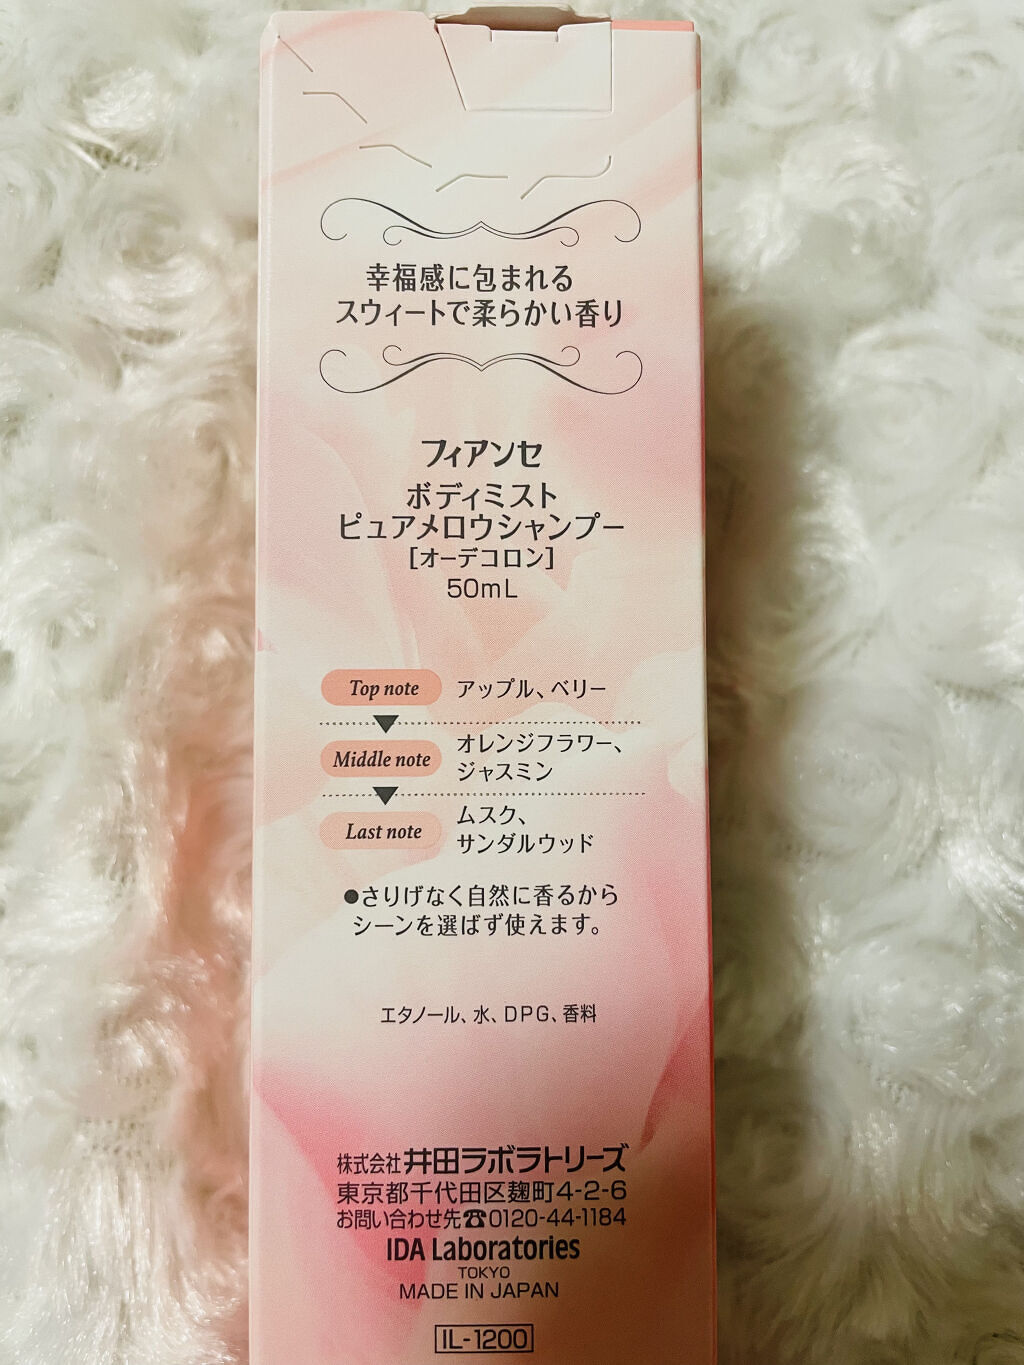 幸福感に包まれる
スウィートで柔らかい香り
フィアンセ
ボディミスト
ピュアメロウシャンプー
[オーデコロン]
50mL
Top note アップル、ベリー
Middle note オレンジフラワー、
ジャスミン
Last note ムスク、
サンダルウッド
●さりげなく自然に香るから
シーンを選ばず使えます。
エタノール、水、DPG、香料
株式会社井田ラボラトリーズ
東京都千代田区麹町4-2-6
お問い合わせ先☎0120-44-1184
IDA Laboratories
TOKYO
MADE IN JAPAN
IL-1200